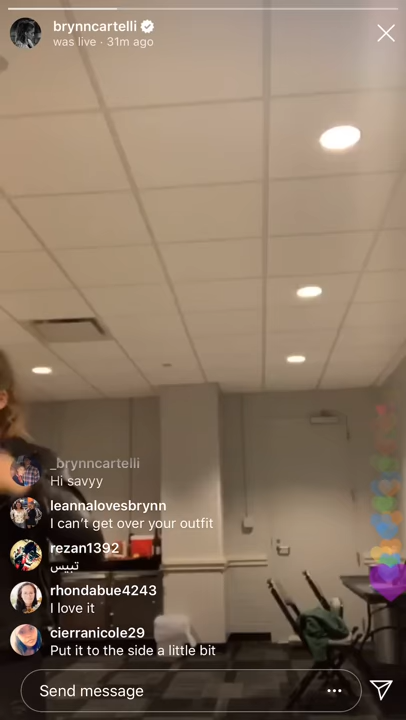 brynncartelli
was live · 31m ago
_brynncartelli
Hi savyy
leannalovesbrynn
I can't get over your outfit
rezan1392
تبيس
rhondabue4243
I love it
cierranicole29
Put it to the side a little bit
Send message